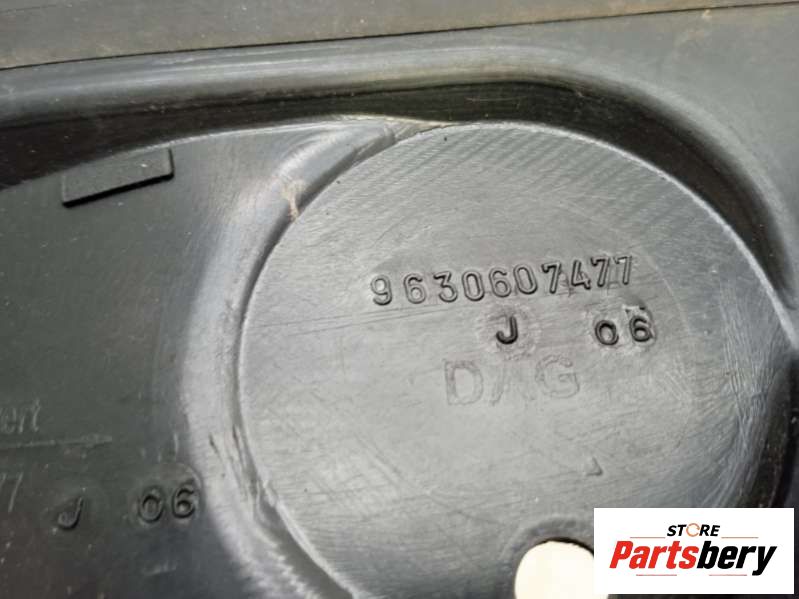 9630607477
J 06
DAG
J 06
STORE
Partsbery